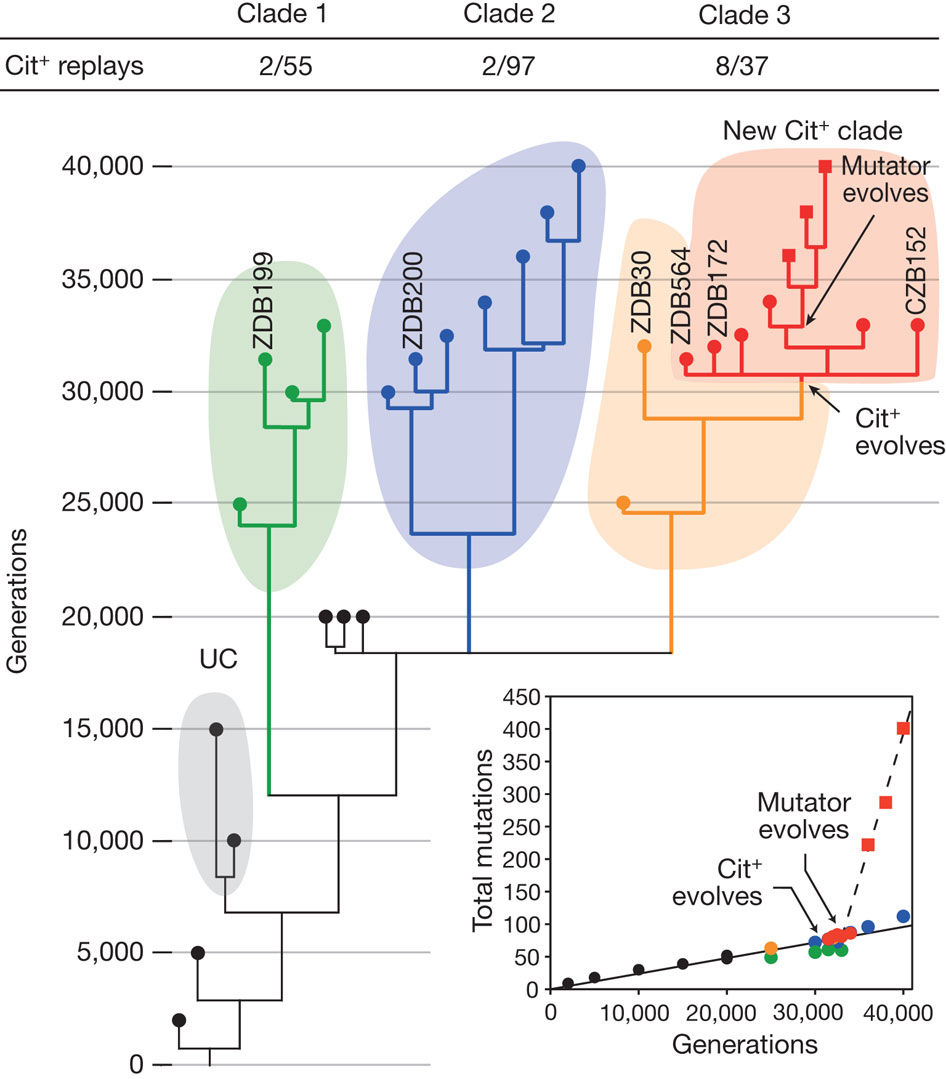 Clade 1 Clade 2 Clade 3
Cit⁺ replays 2/55 2/97 8/37
New Cit⁺ clade
40,000
Mutator
evolves
35,000
ZDB199
ZDB200
ZDB30
ZDB564
ZDB172
CZB152
30,000
Cit⁺
evolves
25,000
Generations
20,000
UC
15,000
10,000
5,000
0
450
400
350
300
250
200
150
100
50
0
Total mutations
Mutator
evolves
Cit⁺
evolves
0 10,000 20,000 30,000 40,000
Generations